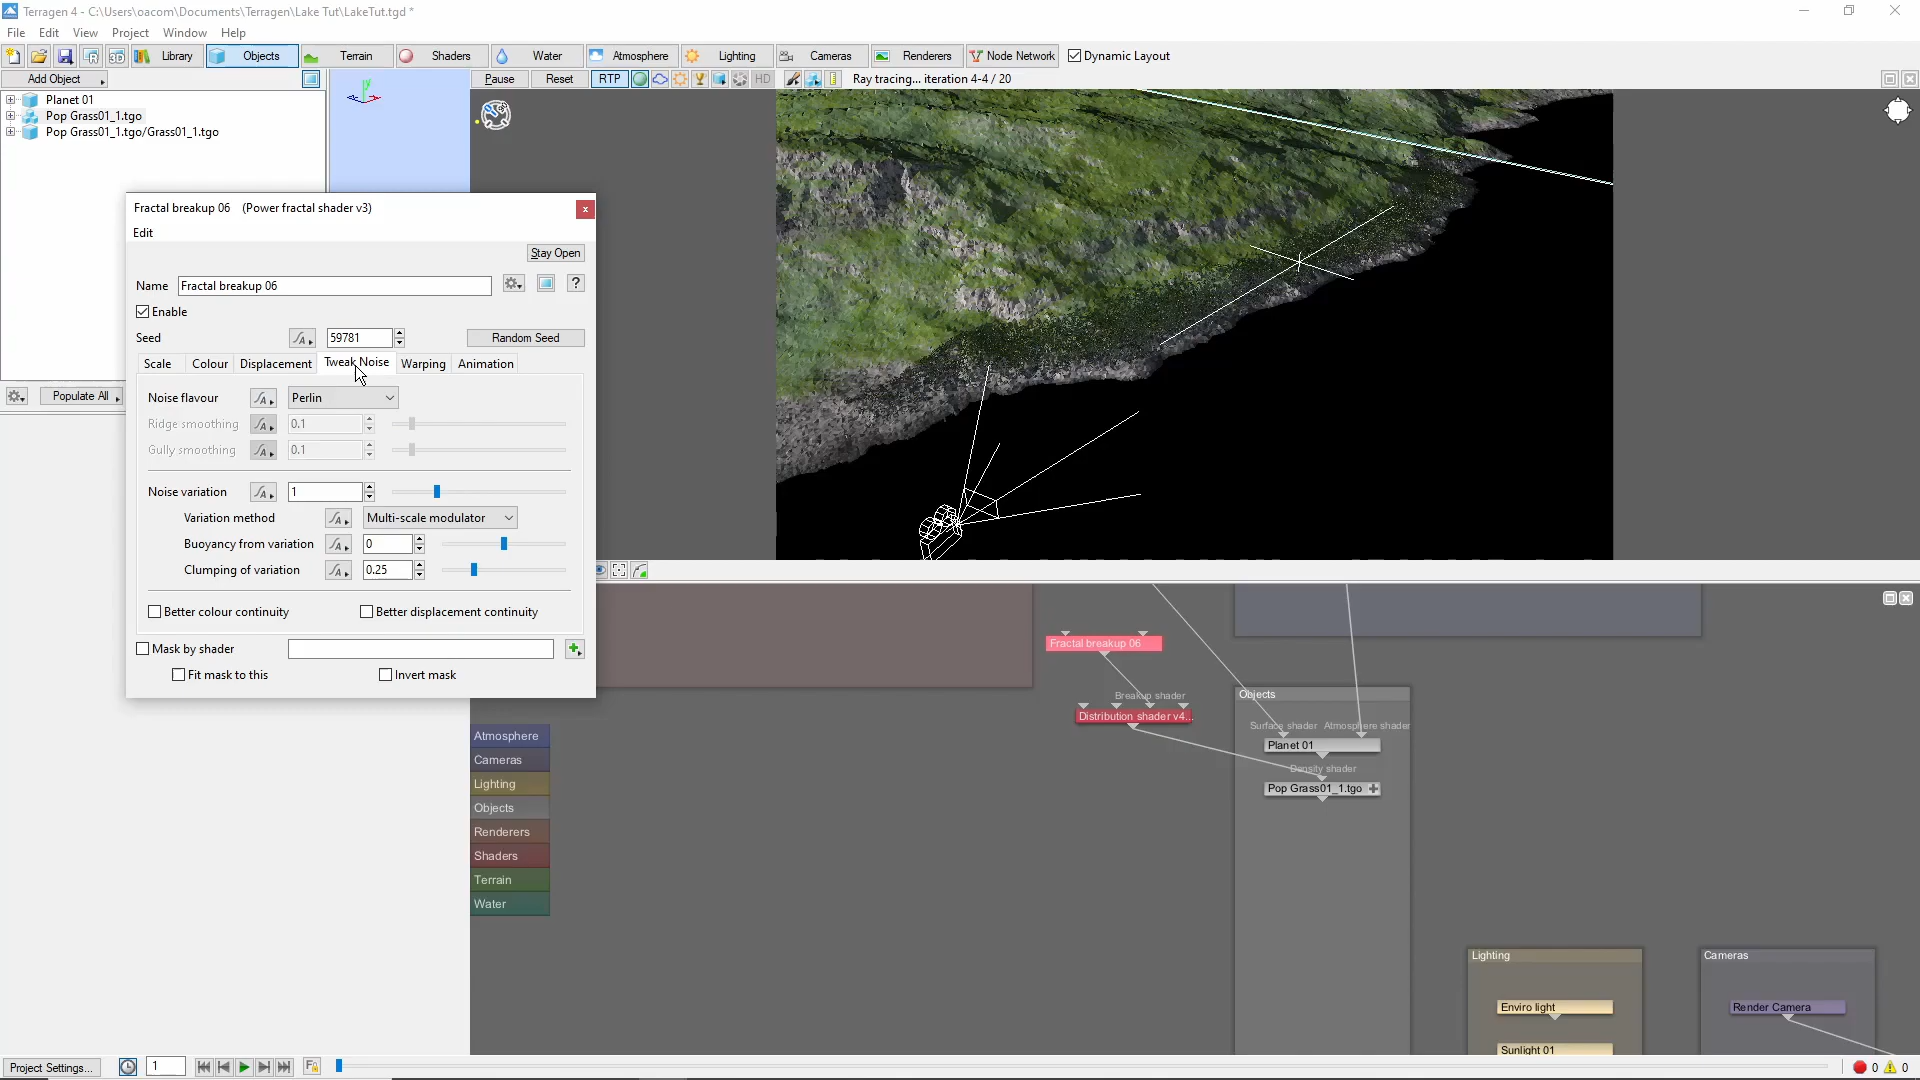 Terragen 4 - C:\Users\oacom\Documents\Terragen\Lake Tut\LakeTut.tgd *
File Edit View Project Window Help
Library Objects Terrain Shaders Water Atmosphere Lighting Cameras Renderers Node Network Dynamic Layout
Add Object
Pause Reset RTP HD Ray tracing... iteration 4-4 / 20
Planet 01
Pop Grass01_1.tgo
Pop Grass01_1.tgo/Grass01_1.tgo
y
Populate All
Fractal breakup 06 (Power fractal shader v3)
x
Edit
Stay Open
Name Fractal breakup 06 ?
Enable
Seed 59781 Random Seed
Scale Colour Displacement Tweak Noise Warping Animation
Noise flavour Perlin
Ridge smoothing 0.1
Gully smoothing 0.1
Noise variation 1
Variation method Multi-scale modulator
Buoyancy from variation 0
Clumping of variation 0.25
Better colour continuity Better displacement continuity
Mask by shader
Fit mask to this Invert mask
Fractal breakup 06
Breakup shader
Distribution shader v4...
Objects
Surface shader Atmosphere shader
Planet 01
Density shader
Pop Grass01_1.tgo
Atmosphere
Cameras
Lighting
Objects
Renderers
Shaders
Terrain
Water
Lighting
Enviro light
Sunlight 01
Cameras
Render Camera
Project Settings... 1 0 0